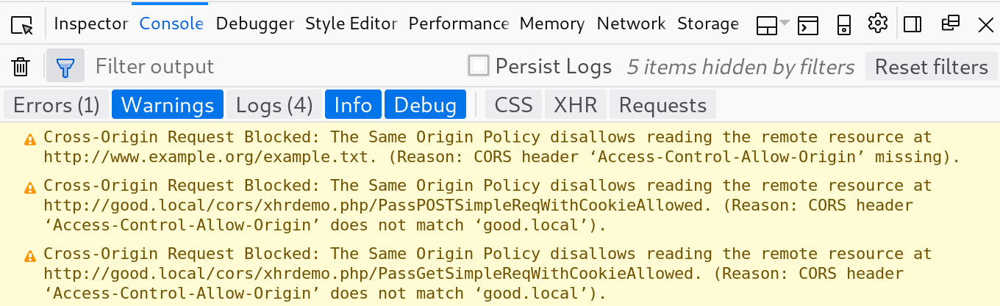 Inspector Console Debugger Style Editor Performance Memory Network Storage
Filter output Persist Logs 5 items hidden by filters Reset filters
Errors (1) Warnings Logs (4) Info Debug CSS XHR Requests
Cross-Origin Request Blocked: The Same Origin Policy disallows reading the remote resource at
http://www.example.org/example.txt. (Reason: CORS header ‘Access-Control-Allow-Origin’ missing).
Cross-Origin Request Blocked: The Same Origin Policy disallows reading the remote resource at
http://good.local/cors/xhrdemo.php/PassPOSTSimpleReqWithCookieAllowed. (Reason: CORS header
‘Access-Control-Allow-Origin’ does not match ‘good.local’).
Cross-Origin Request Blocked: The Same Origin Policy disallows reading the remote resource at
http://good.local/cors/xhrdemo.php/PassGetSimpleReqWithCookieAllowed. (Reason: CORS header
‘Access-Control-Allow-Origin’ does not match ‘good.local’).